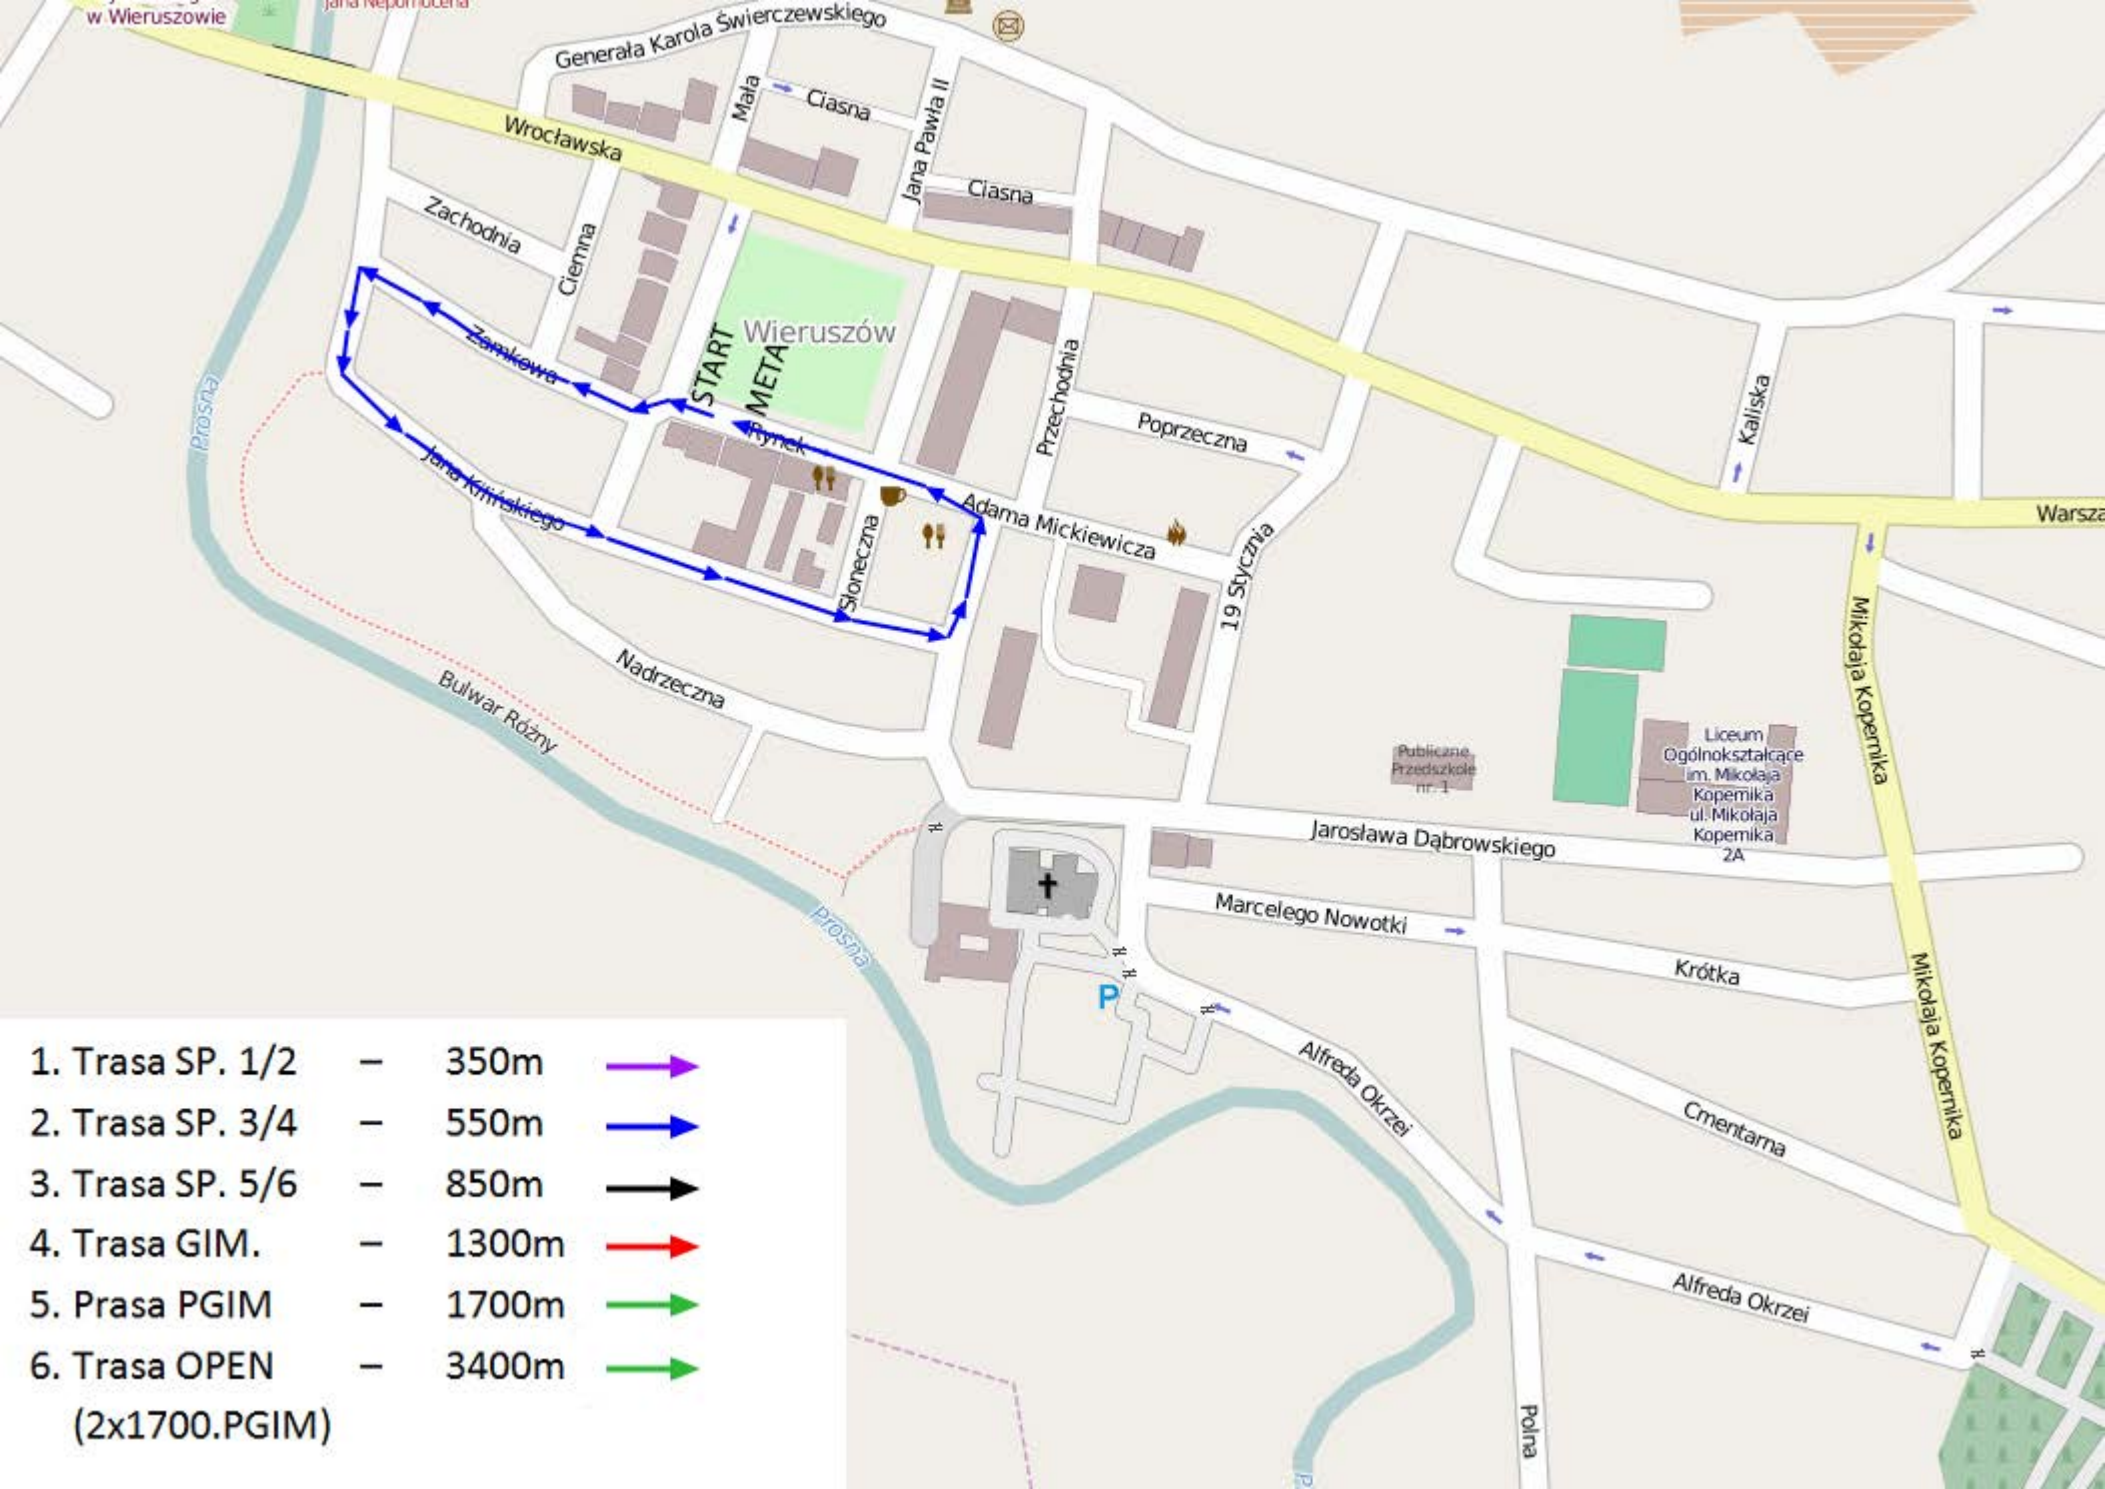 w Wieruszowie
Jana Nepomucena
Generała Karola Świerczewskiego
Mała
Ciasna
Jana Pawła II
Wrocławska
Ciasna
Zachodnia
Ciemna
Wieruszów
START
META
Zamkowa
Rynek
Przechodnia
Poprzeczna
Kaliska
Prosna
Jana Kilińskiego
Adama Mickiewicza
Słoneczna
19 Stycznia
Warsza
Mikołaja Kopernika
Nadrzeczna
Bulwar Różny
Publiczne
Przedszkole
nr. 1
Liceum
Ogólnokształcące
im. Mikołaja
Kopernika
ul. Mikołaja
Kopernika
2A
Jarosława Dąbrowskiego
Marcelego Nowotki
Krótka
Prosna
P
Mikołaja Kopernika
Alfreda Okrzei
Cmentarna
Alfreda Okrzei
Polna
P
1. Trasa SP. 1/2 – 350m
2. Trasa SP. 3/4 – 550m
3. Trasa SP. 5/6 – 850m
4. Trasa GIM. – 1300m
5. Prasa PGIM – 1700m
6. Trasa OPEN – 3400m
(2x1700.PGIM)